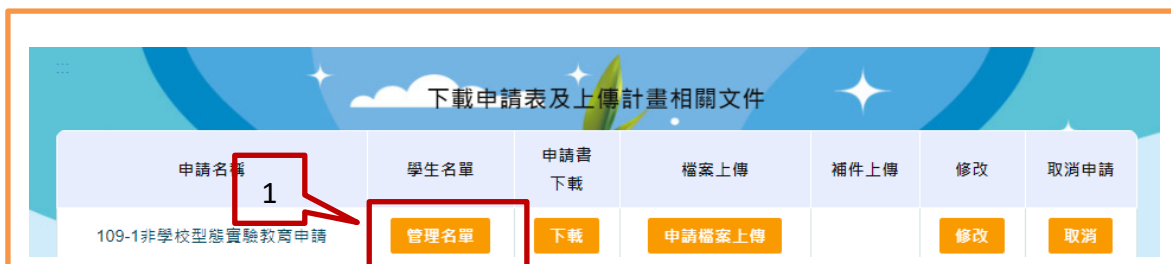 下載申請表及上傳計畫相關文件
申請名稱 學生名單 申請書 檔案上傳 補件上傳 修改 取消申請
下載
1
109-1非學校型態實驗教育申請 管理名單 下載 申請檔案上傳 修改 取消